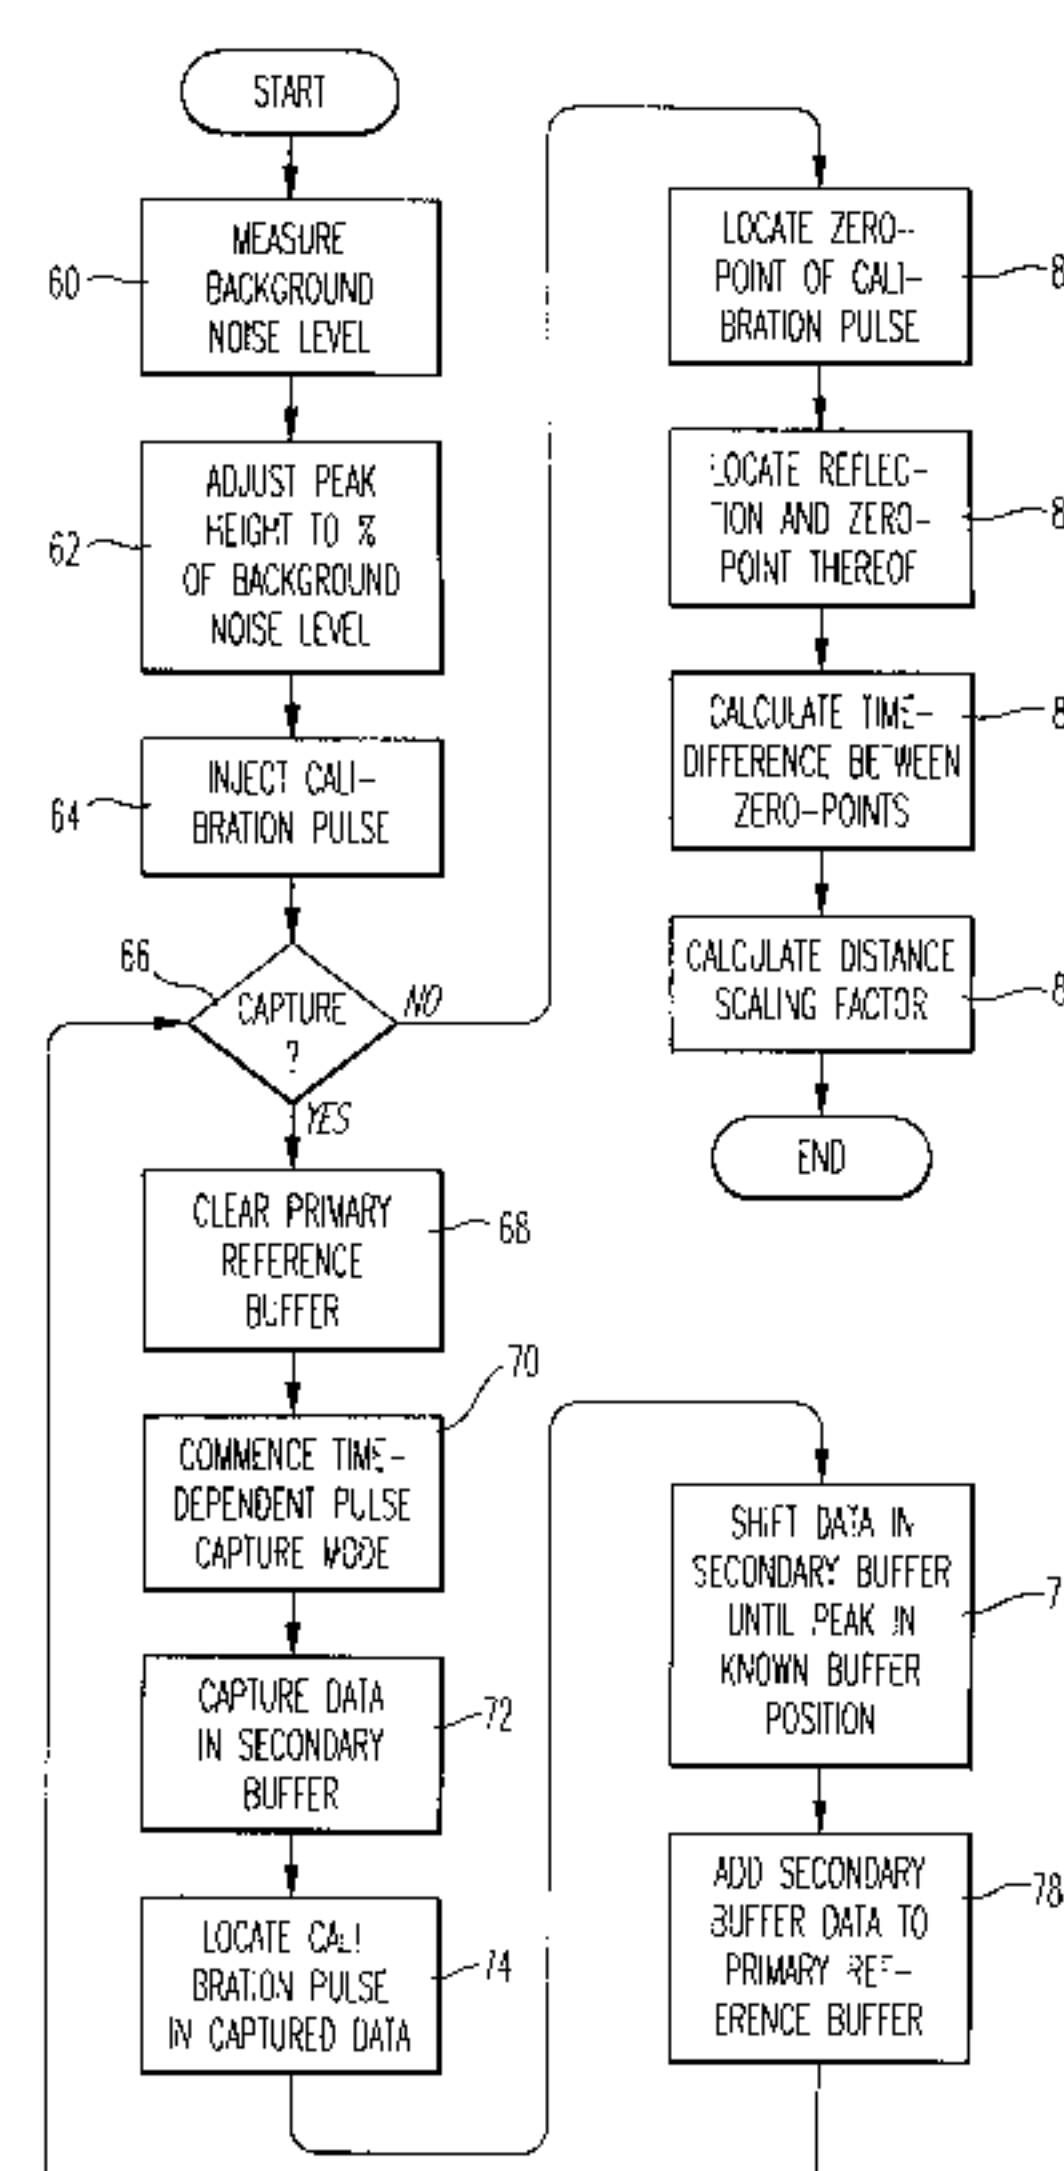 START
60
MEASURE
BACKGROUND
NOISE LEVEL
62
ADJUST PEAK
HEIGHT TO %
OF BACKGROUND
NOISE LEVEL
64
INJECT CALI-
BRATION PULSE
66
CAPTURE
?
NO
YES
CLEAR PRIMARY
REFERENCE
BUFFER
68
70
COMMENCE TIME-
DEPENDENT PULSE
CAPTURE MODE
CAPTURE DATA
IN SECONDARY
BUFFER
72
LOCATE CALI
BRATION PULSE
IN CAPTURED DATA
74
LOCATE ZERO-
POINT OF CALI-
BRATION PULSE
8
LOCATE REFLEC-
TION AND ZERO-
POINT THEREOF
8
CALCULATE TIME-
DIFFERENCE BETWEEN
ZERO-POINTS
8
CALCULATE DISTANCE
SCALING FACTOR
8
END
SHIFT DATA IN
SECONDARY BUFFER
UNTIL PEAK IN
KNOWN BUFFER
POSITION
7
ADD SECONDARY
BUFFER DATA TO
PRIMARY REF-
ERENCE BUFFER
78